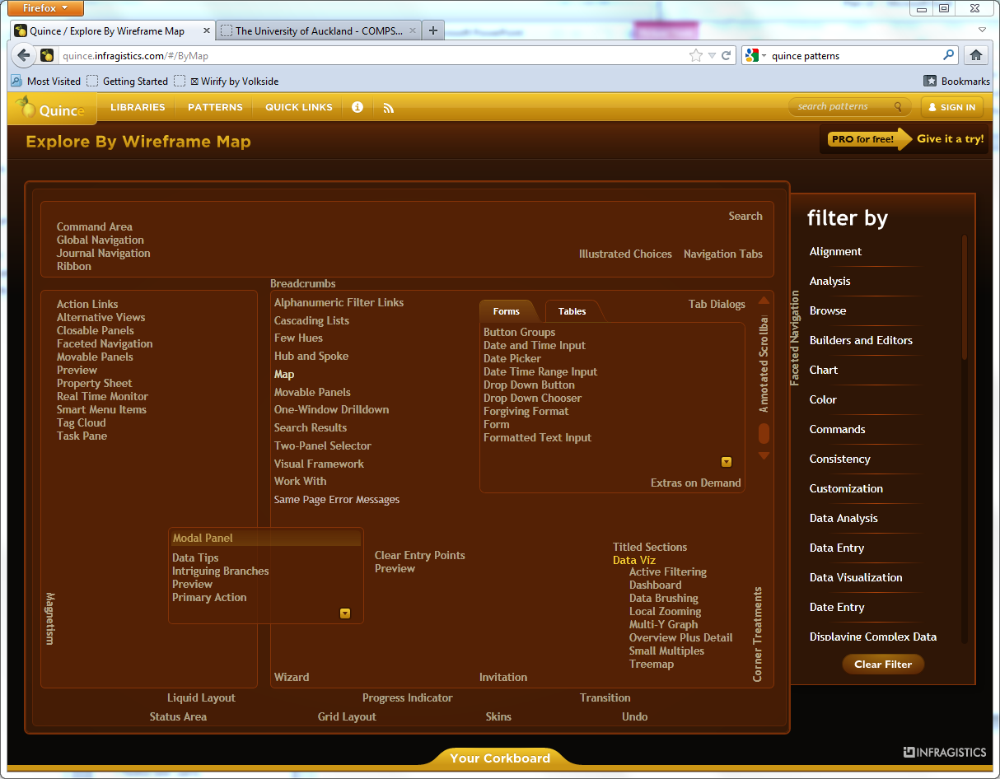 Firefox
Quince / Explore By Wireframe Map
The University of Auckland - COMPS...
quince.infragistics.com/#/ByMap
quince patterns
Most Visited
Getting Started
Wirify by Volkside
Bookmarks
Quince
LIBRARIES
PATTERNS
QUICK LINKS
search patterns
SIGN IN
Explore By Wireframe Map
PRO for free!
Give it a try!
Command Area
Global Navigation
Journal Navigation
Ribbon
Search
Illustrated Choices
Navigation Tabs
Breadcrumbs
Action Links
Alternative Views
Closable Panels
Faceted Navigation
Movable Panels
Preview
Property Sheet
Real Time Monitor
Smart Menu Items
Tag Cloud
Task Pane
Alphanumeric Filter Links
Cascading Lists
Few Hues
Hub and Spoke
Map
Movable Panels
One-Window Drilldown
Search Results
Two-Panel Selector
Visual Framework
Work With
Same Page Error Messages
Forms
Tables
Tab Dialogs
Button Groups
Date and Time Input
Date Picker
Date Time Range Input
Drop Down Button
Drop Down Chooser
Forgiving Format
Form
Formatted Text Input
Extras on Demand
Annotated Scrollba
Faceted Navigation
Modal Panel
Data Tips
Intriguing Branches
Preview
Primary Action
Clear Entry Points
Preview
Titled Sections
Data Viz
Active Filtering
Dashboard
Data Brushing
Local Zooming
Multi-Y Graph
Overview Plus Detail
Small Multiples
Treemap
Magnetism
Corner Treatments
Wizard
Invitation
Liquid Layout
Progress Indicator
Transition
Status Area
Grid Layout
Skins
Undo
filter by
Alignment
Analysis
Browse
Builders and Editors
Chart
Color
Commands
Consistency
Customization
Data Analysis
Data Entry
Data Visualization
Date Entry
Displaying Complex Data
Clear Filter
Your Corkboard
INFRAGISTICS